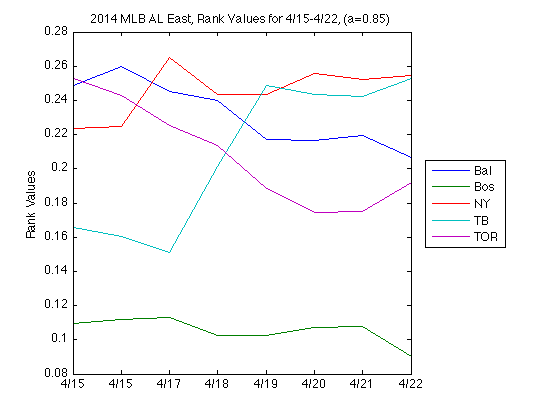 2014 MLB AL East, Rank Values for 4/15-4/22, (a=0.85)
0.28
0.26
0.24
0.22
0.2
0.18
0.16
0.14
0.12
0.1
0.08
Rank Values
4/15 4/15 4/17 4/18 4/19 4/20 4/21 4/22
Bal
Bos
NY
TB
TOR